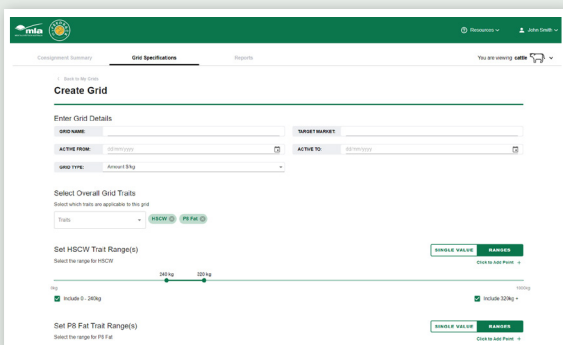 mla
Resources
John Smith
Consignment Summary
Grid Specifications
Reports
You are viewing: cattle
Back to My Grids
Create Grid
Enter Grid Details
GRID NAME:
TARGET MARKET:
ACTIVE FROM: dd/mm/yyyy
ACTIVE TO: dd/mm/yyyy
GRID TYPE: Amount $/kg
Select Overall Grid Traits
Select which traits are applicable to this grid
Traits
HSCW
P8 Fat
Set HSCW Trait Range(s)
SINGLE VALUE
RANGES
Select the range for HSCW
Click to Add Point +
240 kg
320 kg
0kg
1000kg
Include 0 - 240kg
Include 320kg +
Set P8 Fat Trait Range(s)
SINGLE VALUE
RANGES
Select the range for P8 Fat
Click to Add Point +